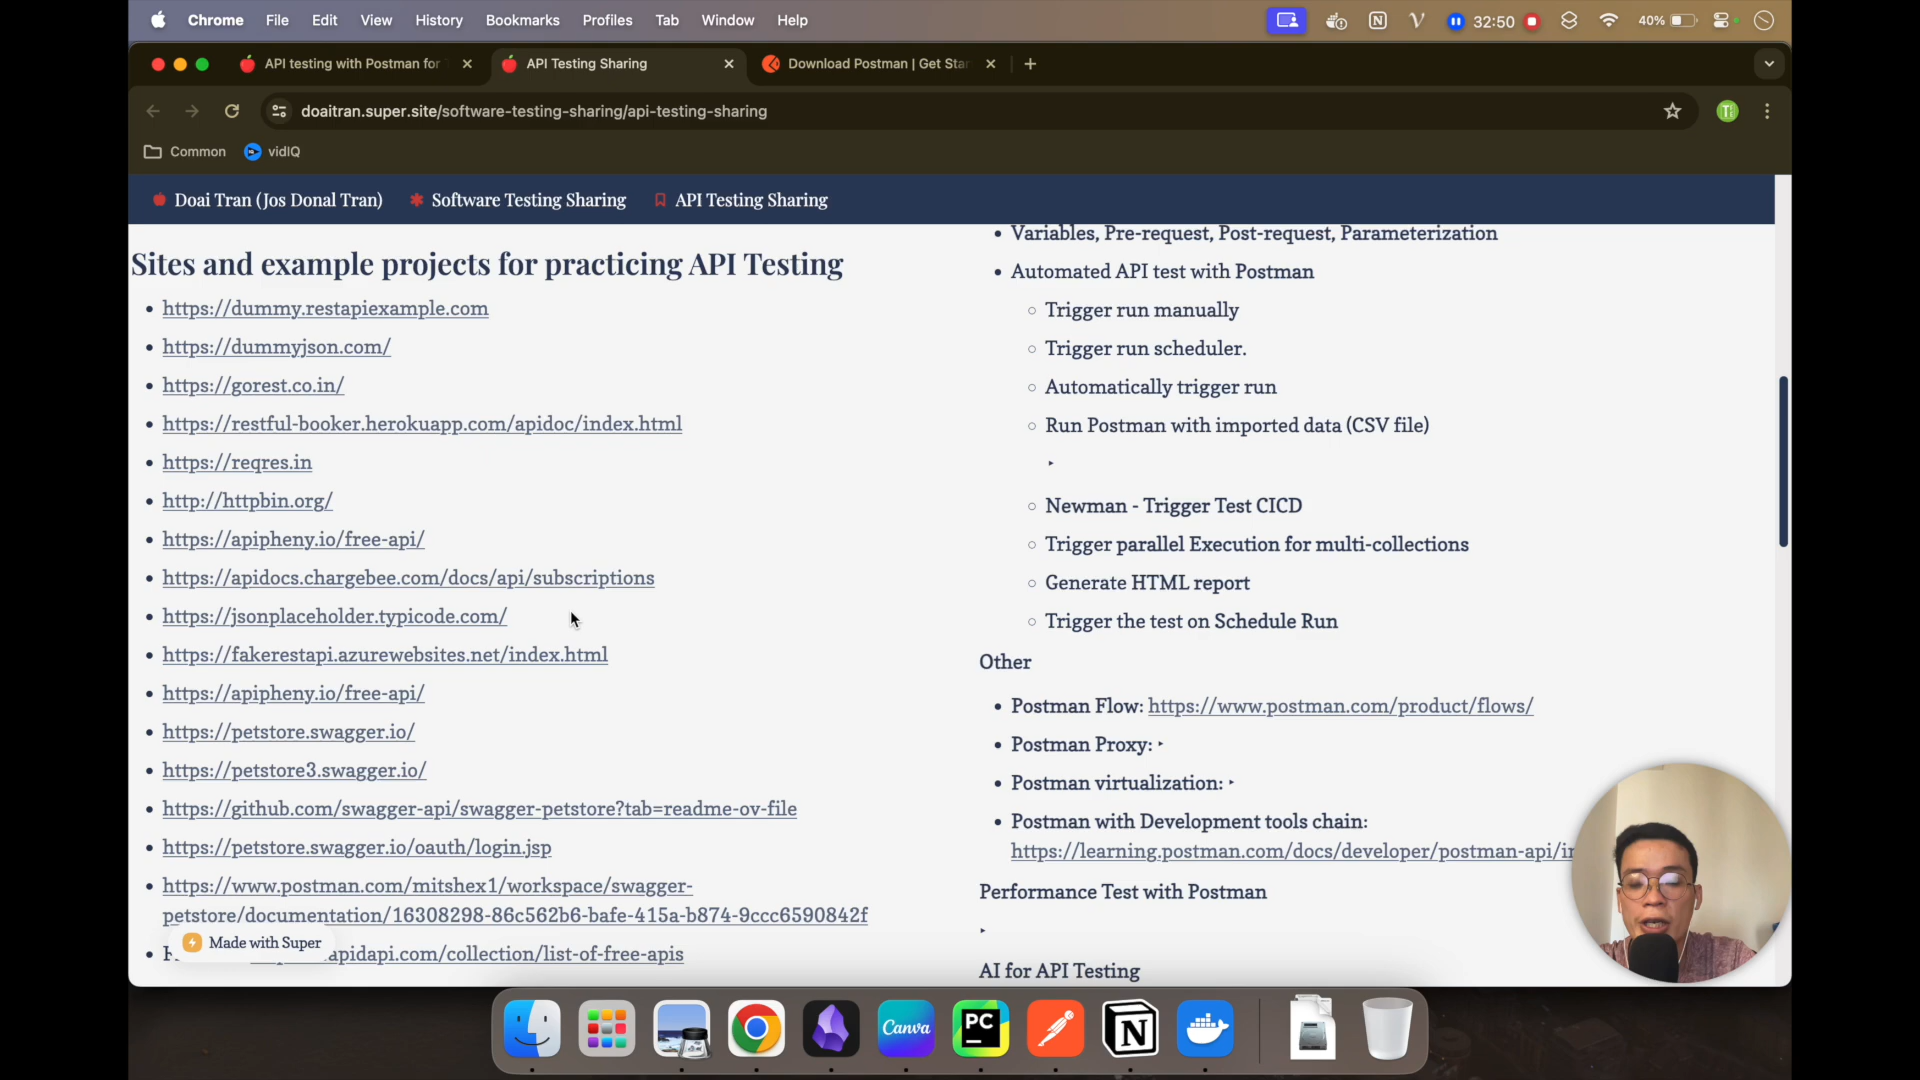 Chrome File Edit View History Bookmarks Profiles Tab Window Help 32:50 40%
API testing with Postman for
API Testing Sharing
Download Postman | Get Star
doaitran.super.site/software-testing-sharing/api-testing-sharing
Common vidIQ
Doai Tran (Jos Donal Tran) Software Testing Sharing API Testing Sharing
Sites and example projects for practicing API Testing
https://dummy.restapiexample.com
https://dummyjson.com/
https://gorest.co.in/
https://restful-booker.herokuapp.com/apidoc/index.html
https://reqres.in
http://httpbin.org/
https://apipheny.io/free-api/
https://apidocs.chargebee.com/docs/api/subscriptions
https://jsonplaceholder.typicode.com/
https://fakerestapi.azurewebsites.net/index.html
https://apipheny.io/free-api/
https://petstore.swagger.io/
https://petstore3.swagger.io/
https://github.com/swagger-api/swagger-petstore?tab=readme-ov-file
https://petstore.swagger.io/oauth/login.jsp
https://www.postman.com/mitshex1/workspace/swagger-
petstore/documentation/16308298-86c562b6-bafe-415a-b874-9ccc6590842f
Made with Super
apidapi.com/collection/list-of-free-apis
Variables, Pre-request, Post-request, Parameterization
Automated API test with Postman
Trigger run manually
Trigger run scheduler.
Automatically trigger run
Run Postman with imported data (CSV file)
Newman - Trigger Test CICD
Trigger parallel Execution for multi-collections
Generate HTML report
Trigger the test on Schedule Run
Other
Postman Flow: https://www.postman.com/product/flows/
Postman Proxy:
Postman virtualization:
Postman with Development tools chain:
https://learning.postman.com/docs/developer/postman-api/in
Performance Test with Postman
AI for API Testing
Canva
PC